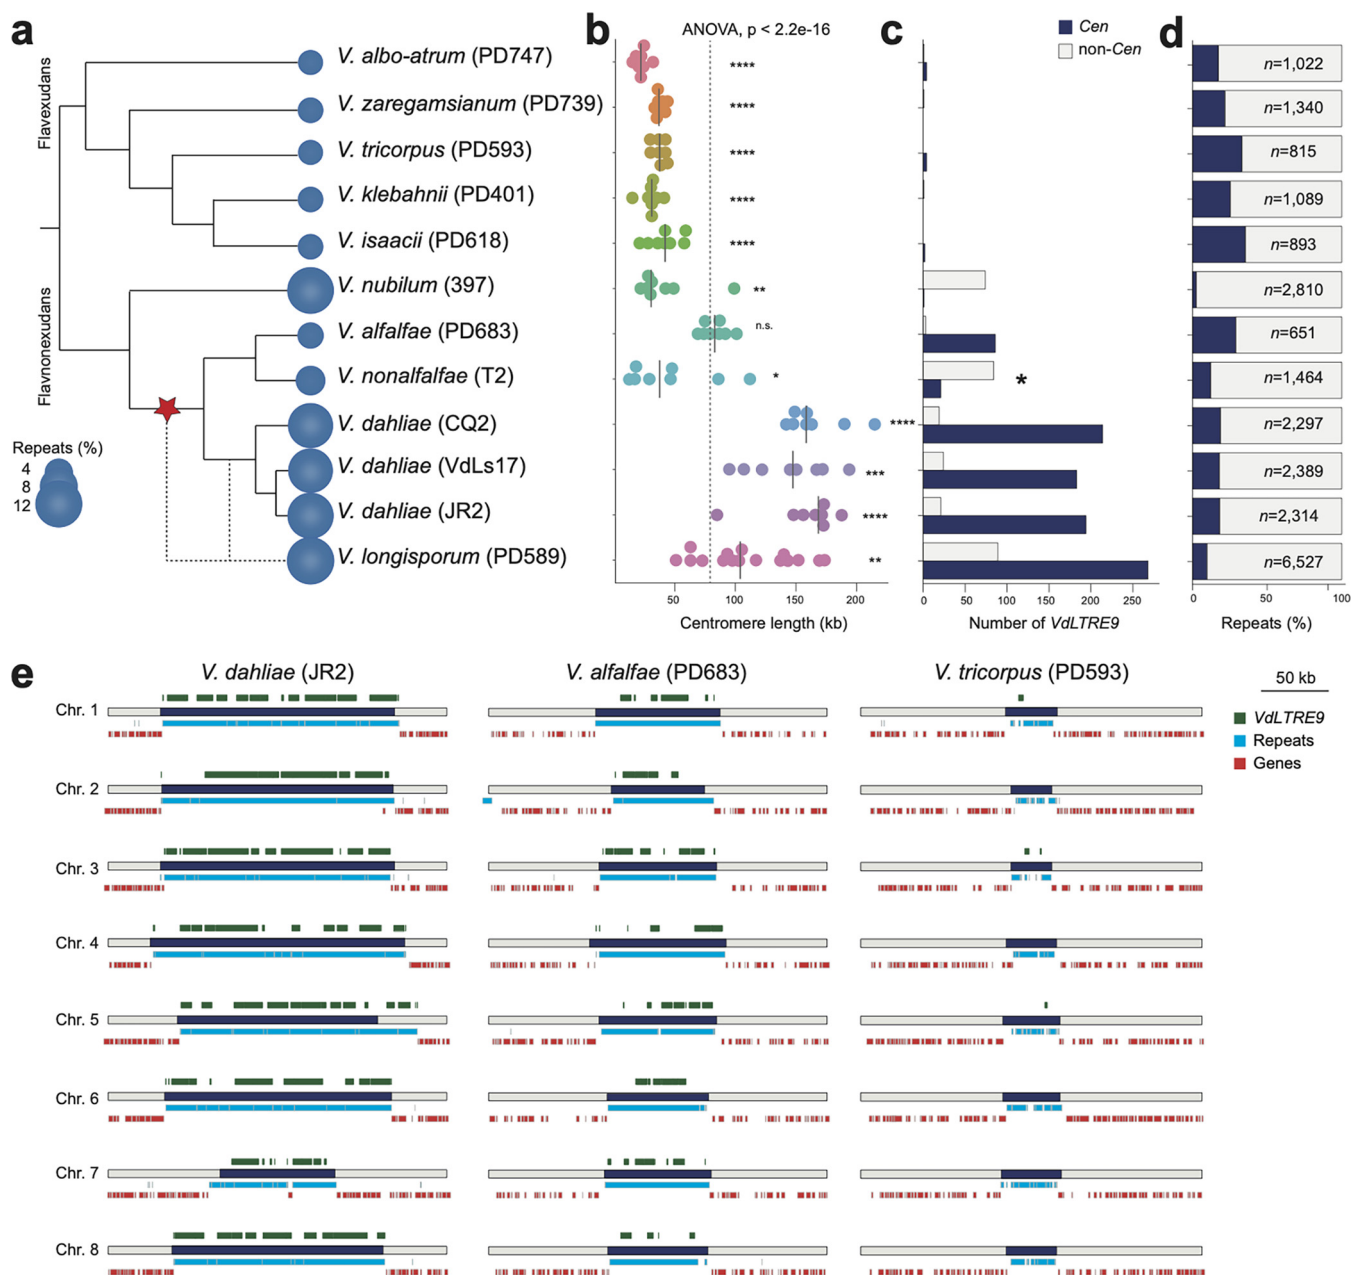 a
Flavexudans
Flavnonexudans
V. albo-atrum (PD747)
V. zaregamsianum (PD739)
V. tricorpus (PD593)
V. klebahnii (PD401)
V. isaacii (PD618)
V. nubilum (397)
V. alfalfae (PD683)
V. nonalfalfae (T2)
V. dahliae (CQ2)
V. dahliae (VdLs17)
V. dahliae (JR2)
V. longisporum (PD589)
Repeats (%)
4
8
12
b
ANOVA, p < 2.2e-16
****
****
****
****
****
**
n.s.
*
****
***
****
**
50
100
150
200
Centromere length (kb)
c
Cen
non-Cen
*
0
50
100
150
200
250
Number of VdLTRE9
d
n=1,022
n=1,340
n=815
n=1,089
n=893
n=2,810
n=651
n=1,464
n=2,297
n=2,389
n=2,314
n=6,527
0
50
100
Repeats (%)
e
V. dahliae (JR2)
V. alfalfae (PD683)
V. tricorpus (PD593)
50 kb
VdLTRE9
Repeats
Genes
Chr. 1
Chr. 2
Chr. 3
Chr. 4
Chr. 5
Chr. 6
Chr. 7
Chr. 8